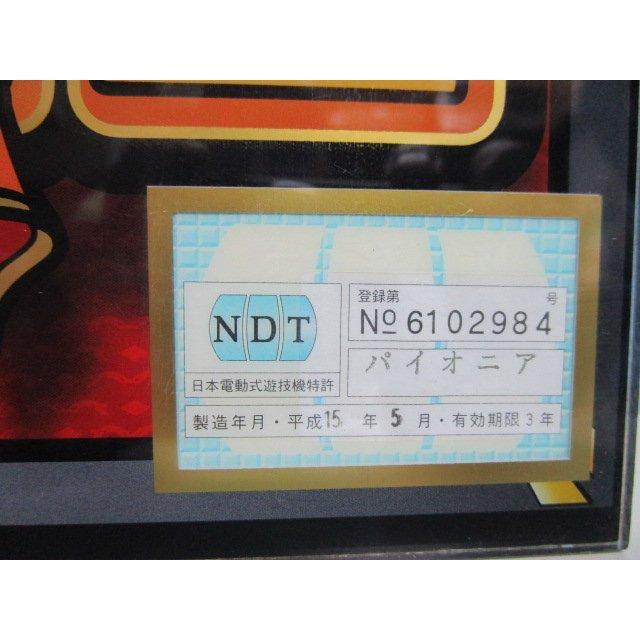 NDT
日本電動式遊技機特許
登録第 号
№6102984
パイオニア
製造年月・平成15年5月・有効期限3年